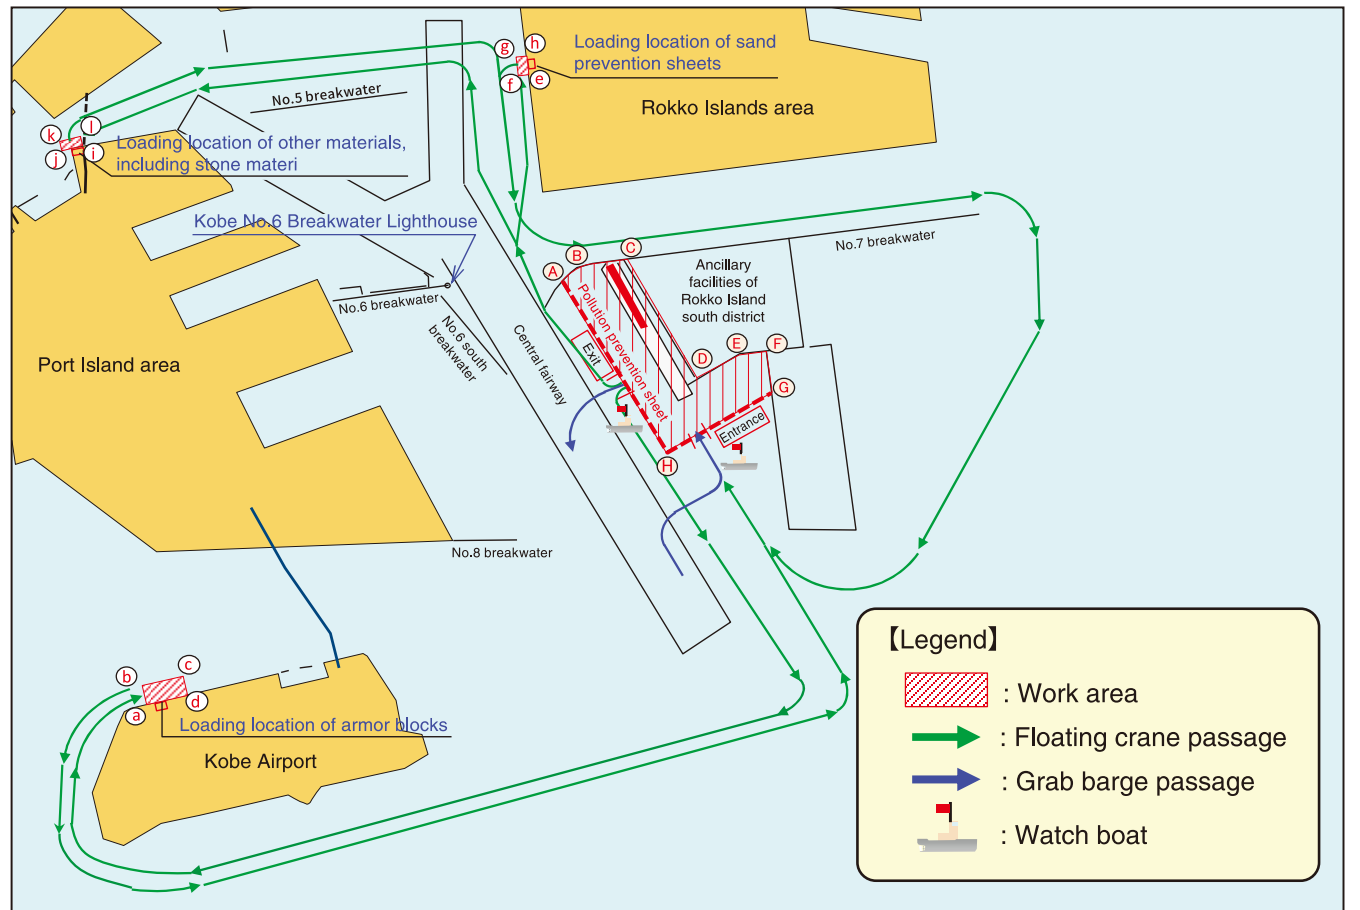 g
h
Loading location of sand
prevention sheets
f
e
No.5 breakwater
Rokko Islands area
k
l
Loading location of other materials,
including stone materi
j
i
Kobe No.6 Breakwater Lighthouse
No.7 breakwater
A
B
C
Ancillary
facilities of
Rokko Island
south district
No.6 breakwater
No.6 south
breakwater
Central fairway
Pollution prevention sheet
Exit
D
E
F
G
Entrance
H
Port Island area
No.8 breakwater
b
c
a
d
Loading location of armor blocks
Kobe Airport
【Legend】
: Work area
: Floating crane passage
: Grab barge passage
: Watch boat